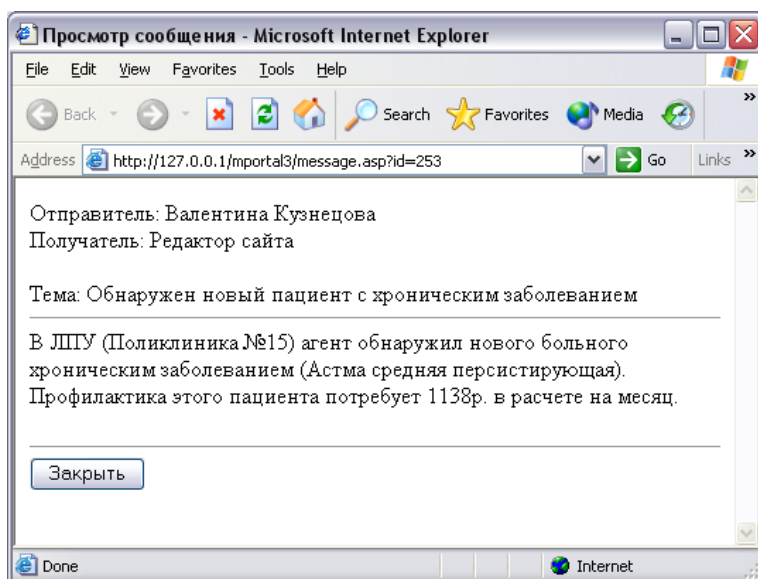 Просмотр сообщения - Microsoft Internet Explorer
File Edit View Favorites Tools Help
Back Search Favorites Media »
Address http://127.0.0.1/mportal3/message.asp?id=253 Go Links »
Отправитель: Валентина Кузнецова
Получатель: Редактор сайта
Тема: Обнаружен новый пациент с хроническим заболеванием
В ЛПУ (Поликлиника №15) агент обнаружил нового больного
хроническим заболеванием (Астма средняя персистирующая).
Профилактика этого пациента потребует 1138р. в расчете на месяц.
Закрыть
Done Internet